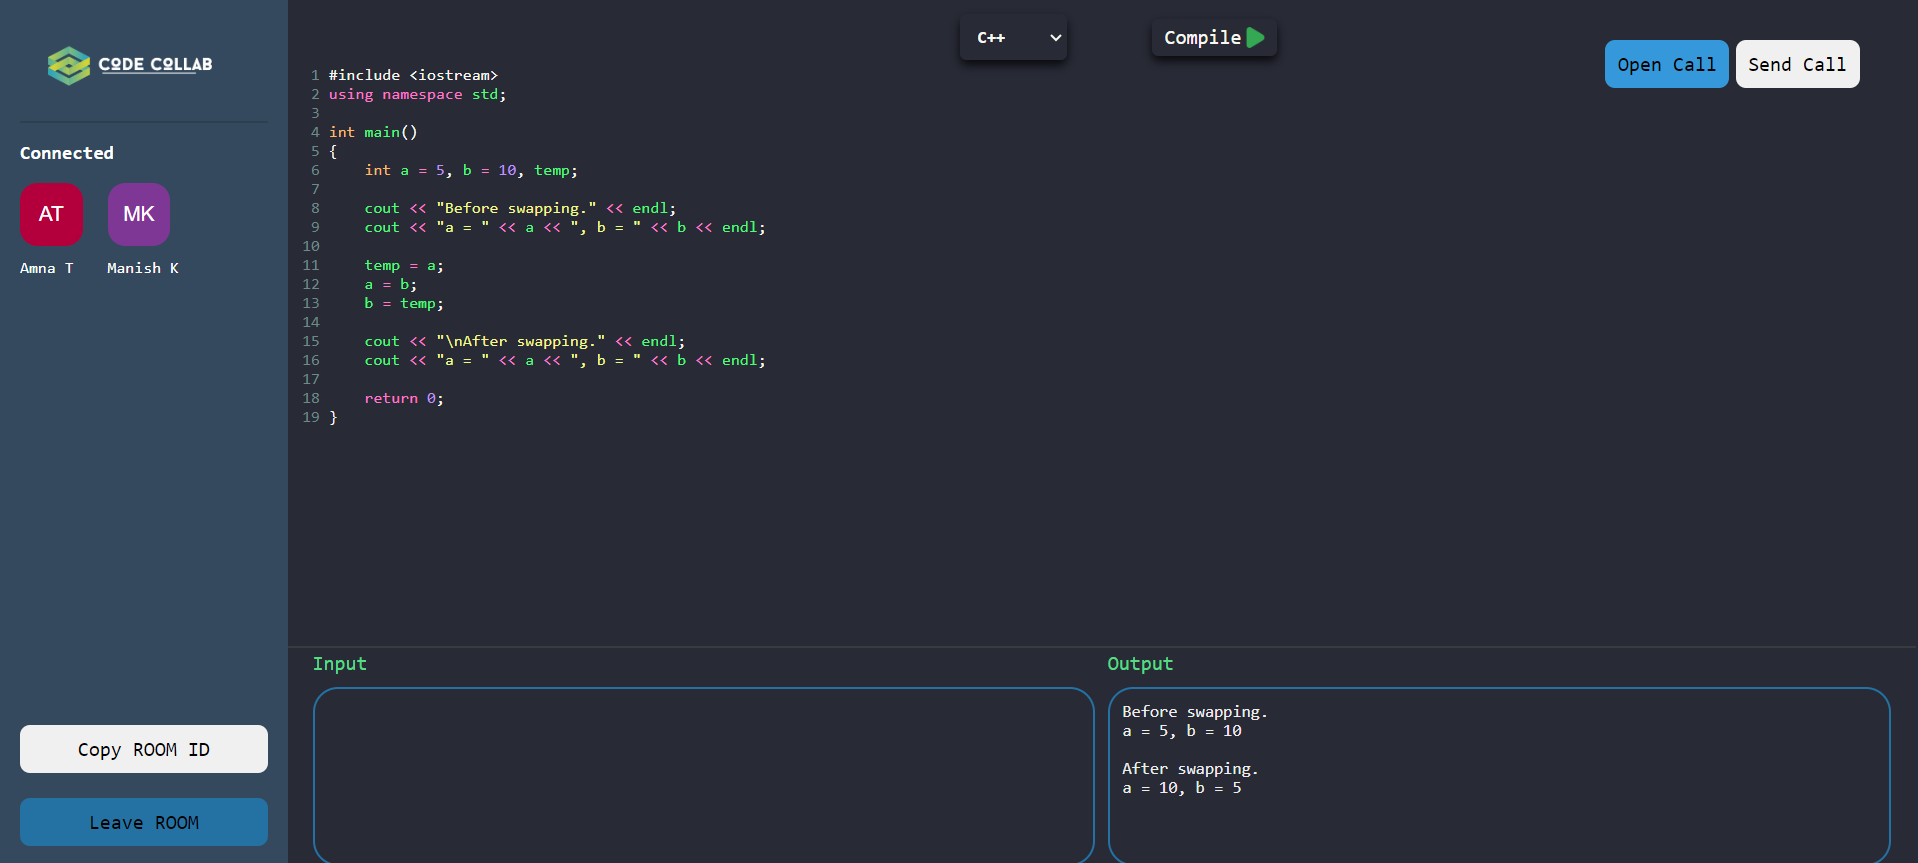 CODE COLLAB
Connected
AT
MK
Amna T
Manish K
Copy ROOM ID
Leave ROOM
C++
Compile
Open Call
Send Call
1 #include <iostream>
2 using namespace std;
3
4 int main()
5 {
6     int a = 5, b = 10, temp;
7
8     cout << "Before swapping." << endl;
9     cout << "a = " << a << ", b = " << b << endl;
10
11     temp = a;
12     a = b;
13     b = temp;
14
15     cout << "\nAfter swapping." << endl;
16     cout << "a = " << a << ", b = " << b << endl;
17
18     return 0;
19 }
Input
Output
Before swapping.
a = 5, b = 10
After swapping.
a = 10, b = 5